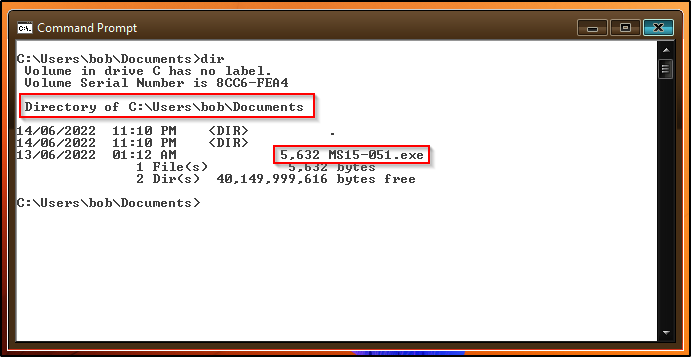 Command Prompt
C:\Users\bob\Documents>dir
Volume in drive C has no label.
Volume Serial Number is 8GC6-FEA4
Directory of C:\Users\bob\Documents
14/06/2022 11:10 PM <DIR> .
14/06/2022 11:10 PM <DIR>
13/06/2022 01:12 AM 5,632 MS15-051.exe
1 File(s) 5,632 bytes
2 Dir(s) 40,149,999,616 bytes free
C:\Users\bob\Documents>